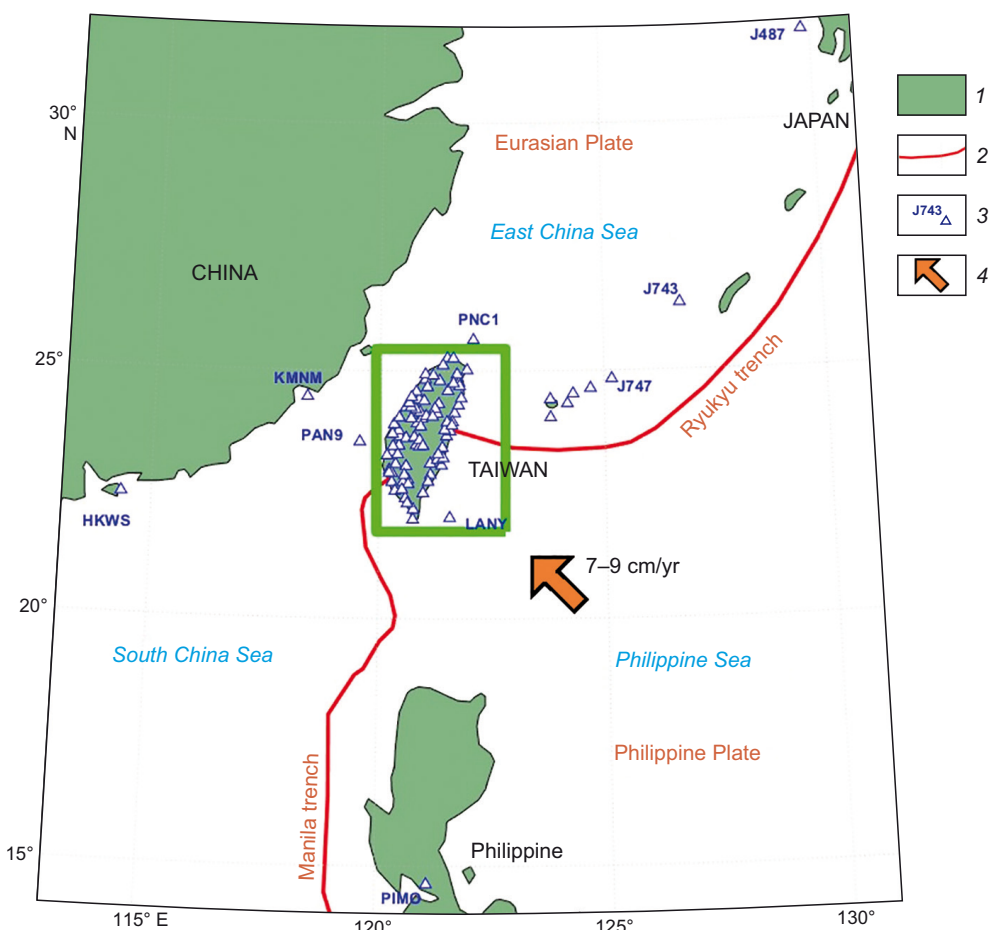 J487
1
30°
N
JAPAN
Eurasian Plate
2
J743
3
East China Sea
CHINA
4
J743
PNC1
25°
KMNM
J747
Ryukyu trench
PAN9
TAIWAN
HKWS
LANY
7–9 cm/yr
20°
South China Sea
Philippine Sea
Philippine Plate
Manila trench
15°
Philippine
PIMO
115° E
120°
125°
130°